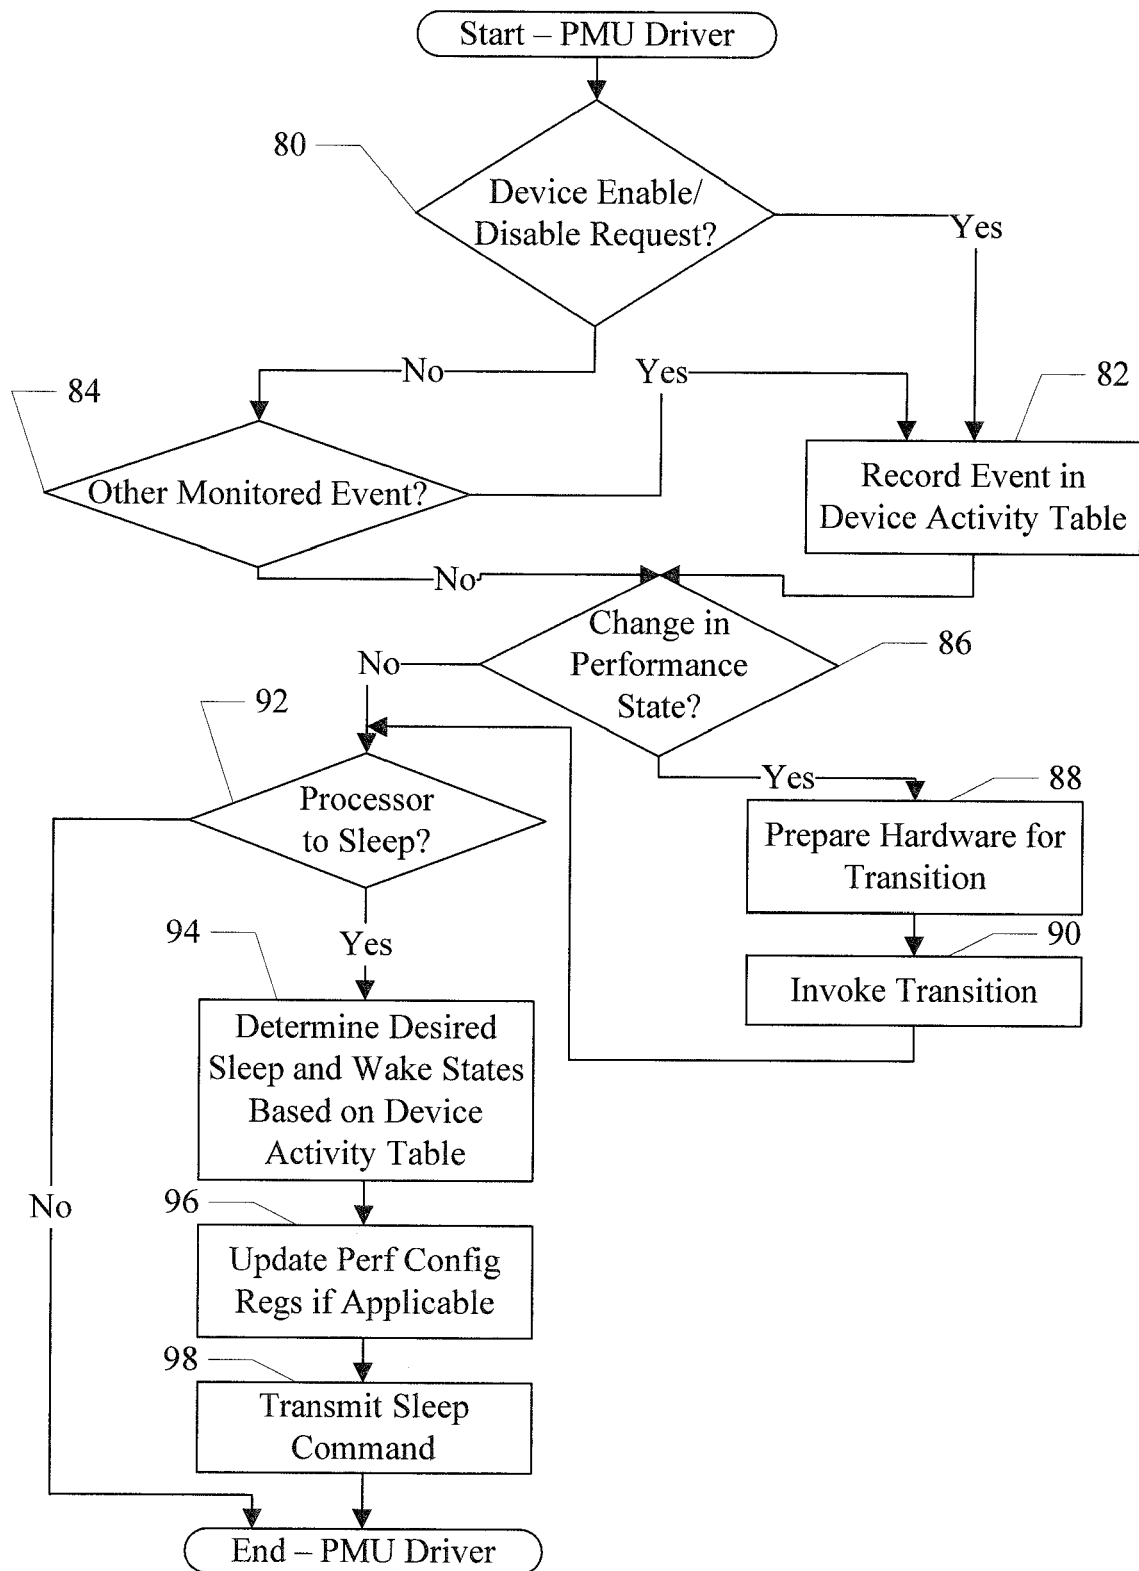 Start – PMU Driver
80
Device Enable/
Disable Request?
Yes
No
Yes
84
82
Other Monitored Event?
Record Event in
Device Activity Table
No
Change in
Performance
State?
86
No
92
Processor
to Sleep?
Yes
88
Prepare Hardware for
Transition
90
Invoke Transition
94
Yes
Determine Desired
Sleep and Wake States
Based on Device
Activity Table
No
96
Update Perf Config
Regs if Applicable
98
Transmit Sleep
Command
End – PMU Driver